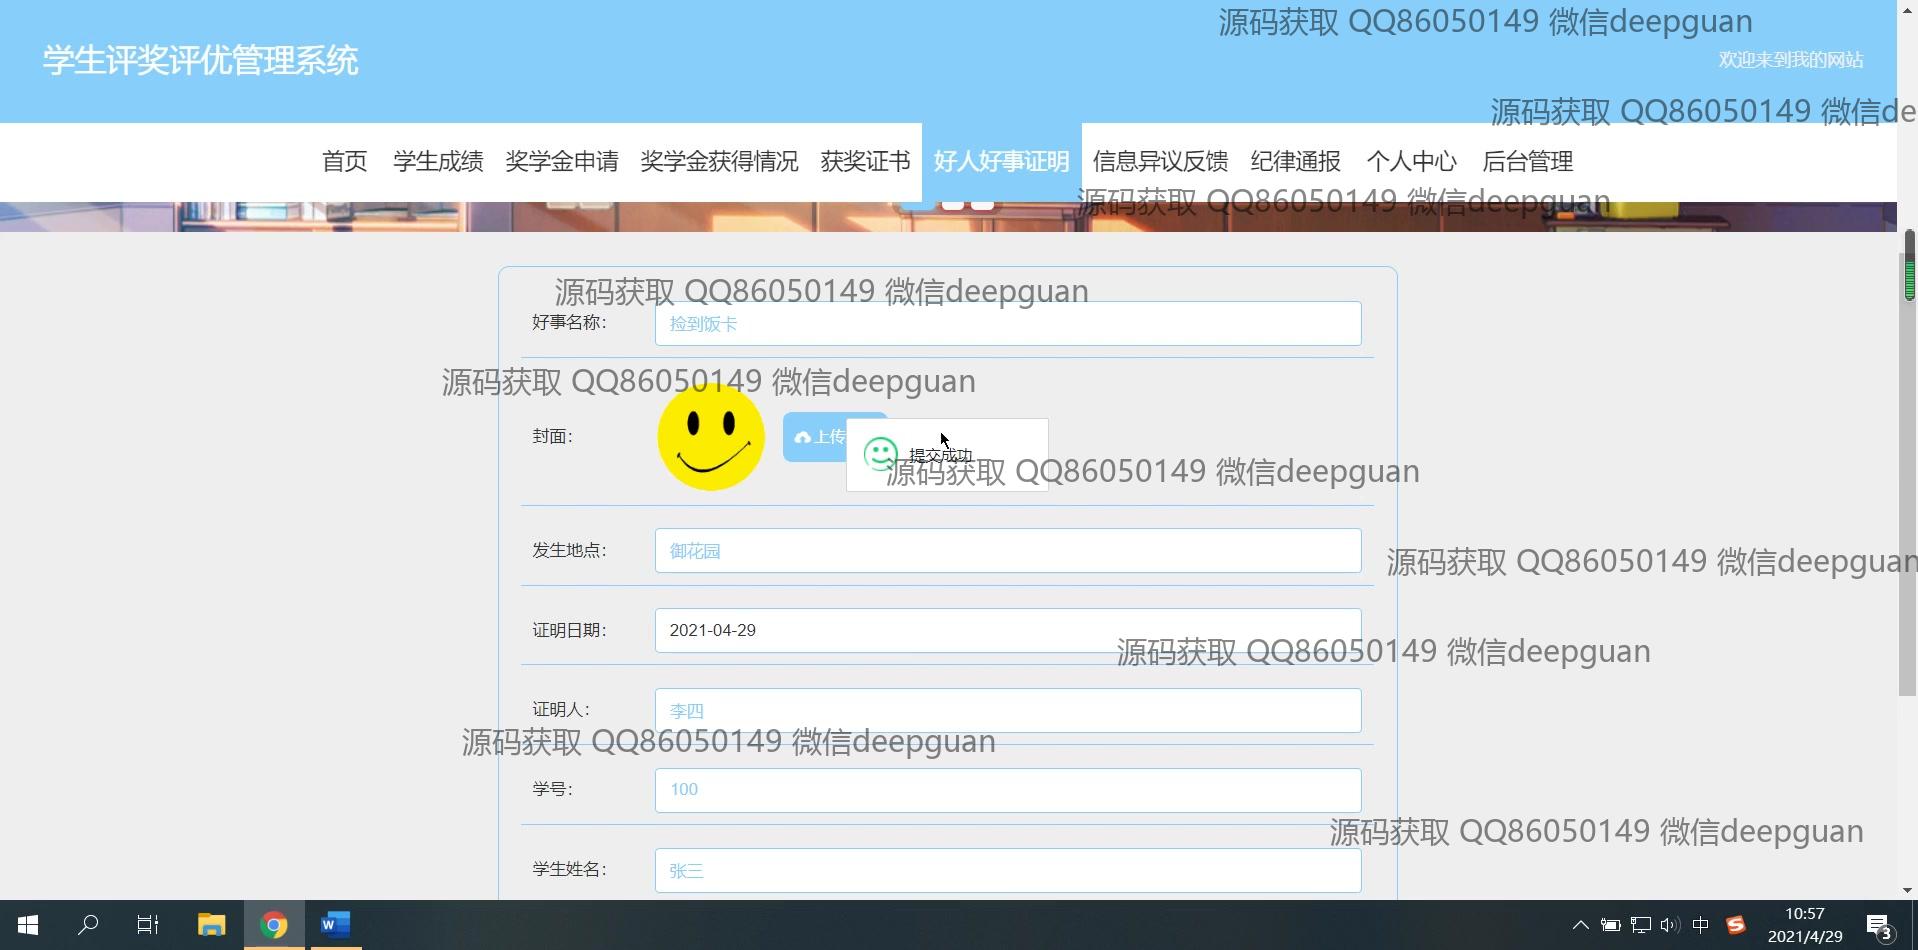 源码获取 QQ86050149 微信deepguan
学生评奖评优管理系统
欢迎来到我的网站
源码获取 QQ86050149 微信de
首页 学生成绩 奖学金申请 奖学金获得情况 获奖证书 好人好事证明 信息异议反馈 纪律通报 个人中心 后台管理
源码获取 QQ86050149 微信deepguan
源码获取 QQ86050149 微信deepguan
好事名称： 捡到饭卡
源码获取 QQ86050149 微信deepguan
封面： 上传
提交成功
源码获取 QQ86050149 微信deepguan
发生地点： 御花园
源码获取 QQ86050149 微信deepguan
证明日期： 2021-04-29
源码获取 QQ86050149 微信deepguan
证明人： 李四
源码获取 QQ86050149 微信deepguan
学号： 100
源码获取 QQ86050149 微信deepguan
学生姓名： 张三
W 中 S 10:57
2021/4/29 3